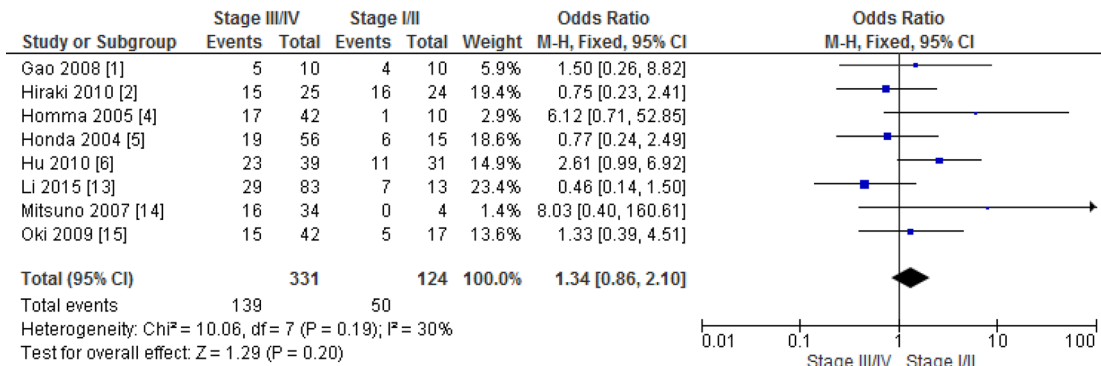 Stage III/IV Stage I/II Odds Ratio Odds Ratio
Study or Subgroup Events Total Events Total Weight M-H, Fixed, 95% CI M-H, Fixed, 95% CI
Gao 2008 [1] 5 10 4 10 5.9% 1.50 [0.26, 8.82]
Hiraki 2010 [2] 15 25 16 24 19.4% 0.75 [0.23, 2.41]
Homma 2005 [4] 17 42 1 10 2.9% 6.12 [0.71, 52.85]
Honda 2004 [5] 19 56 6 15 18.6% 0.77 [0.24, 2.49]
Hu 2010 [6] 23 39 11 31 14.9% 2.61 [0.99, 6.92]
Li 2015 [13] 29 83 7 13 23.4% 0.46 [0.14, 1.50]
Mitsuno 2007 [14] 16 34 0 4 1.4% 8.03 [0.40, 160.61]
Oki 2009 [15] 15 42 5 17 13.6% 1.33 [0.39, 4.51]
Total (95% CI) 331 124 100.0% 1.34 [0.86, 2.10]
Total events 139 50
Heterogeneity: Chi² = 10.06, df = 7 (P = 0.19); I² = 30%
Test for overall effect: Z = 1.29 (P = 0.20)
0.01 0.1 1 10 100
Stage III/IV Stage I/II